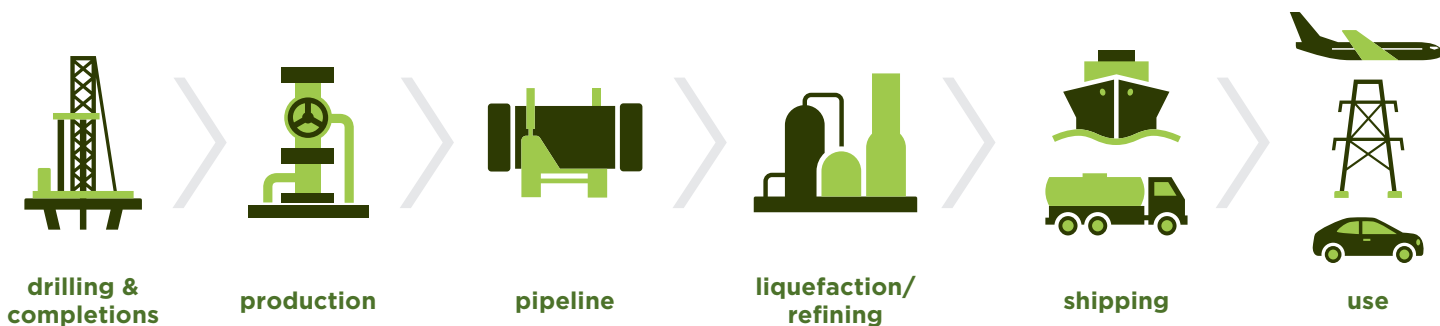 drilling &
completions
production
pipeline
liquefaction/
refining
shipping
use